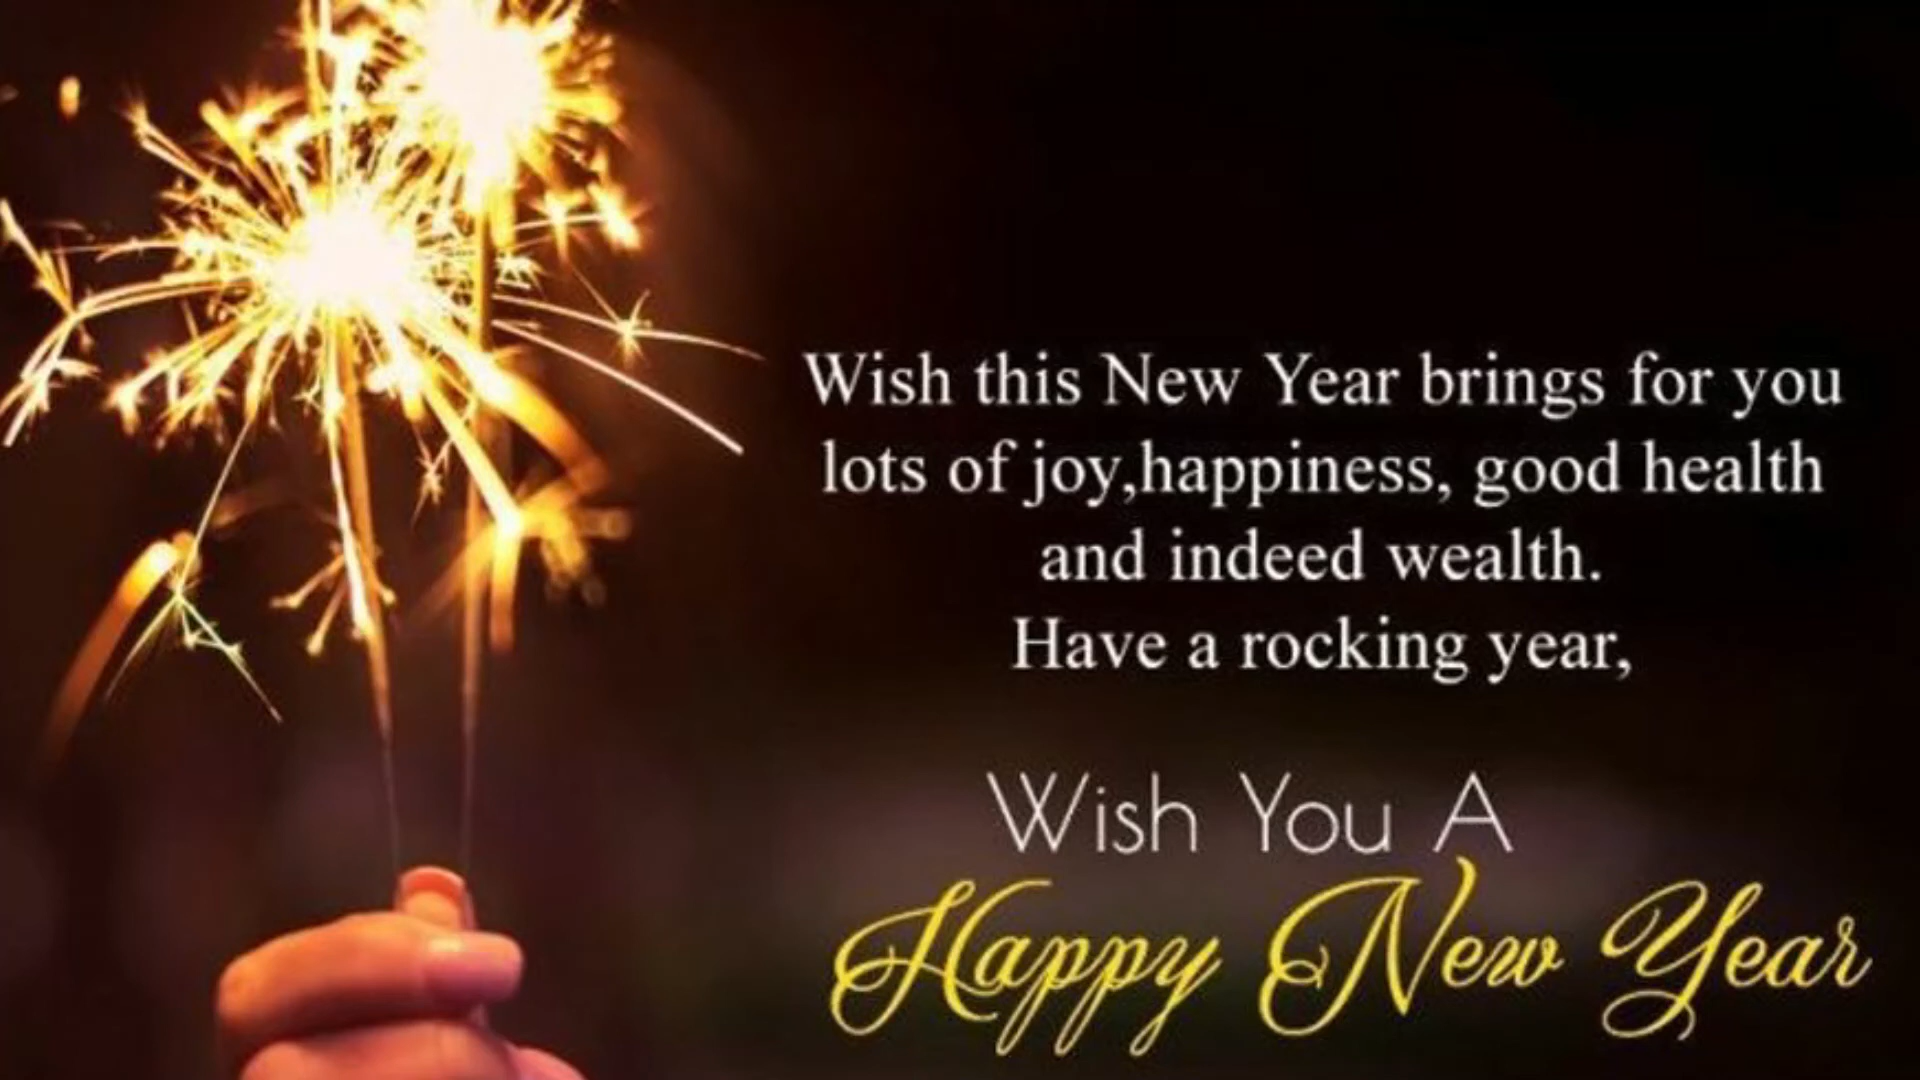 Wish this New Year brings for you
lots of joy,happiness, good health
and indeed wealth.
Have a rocking year,
Wish You A
Happy New Year